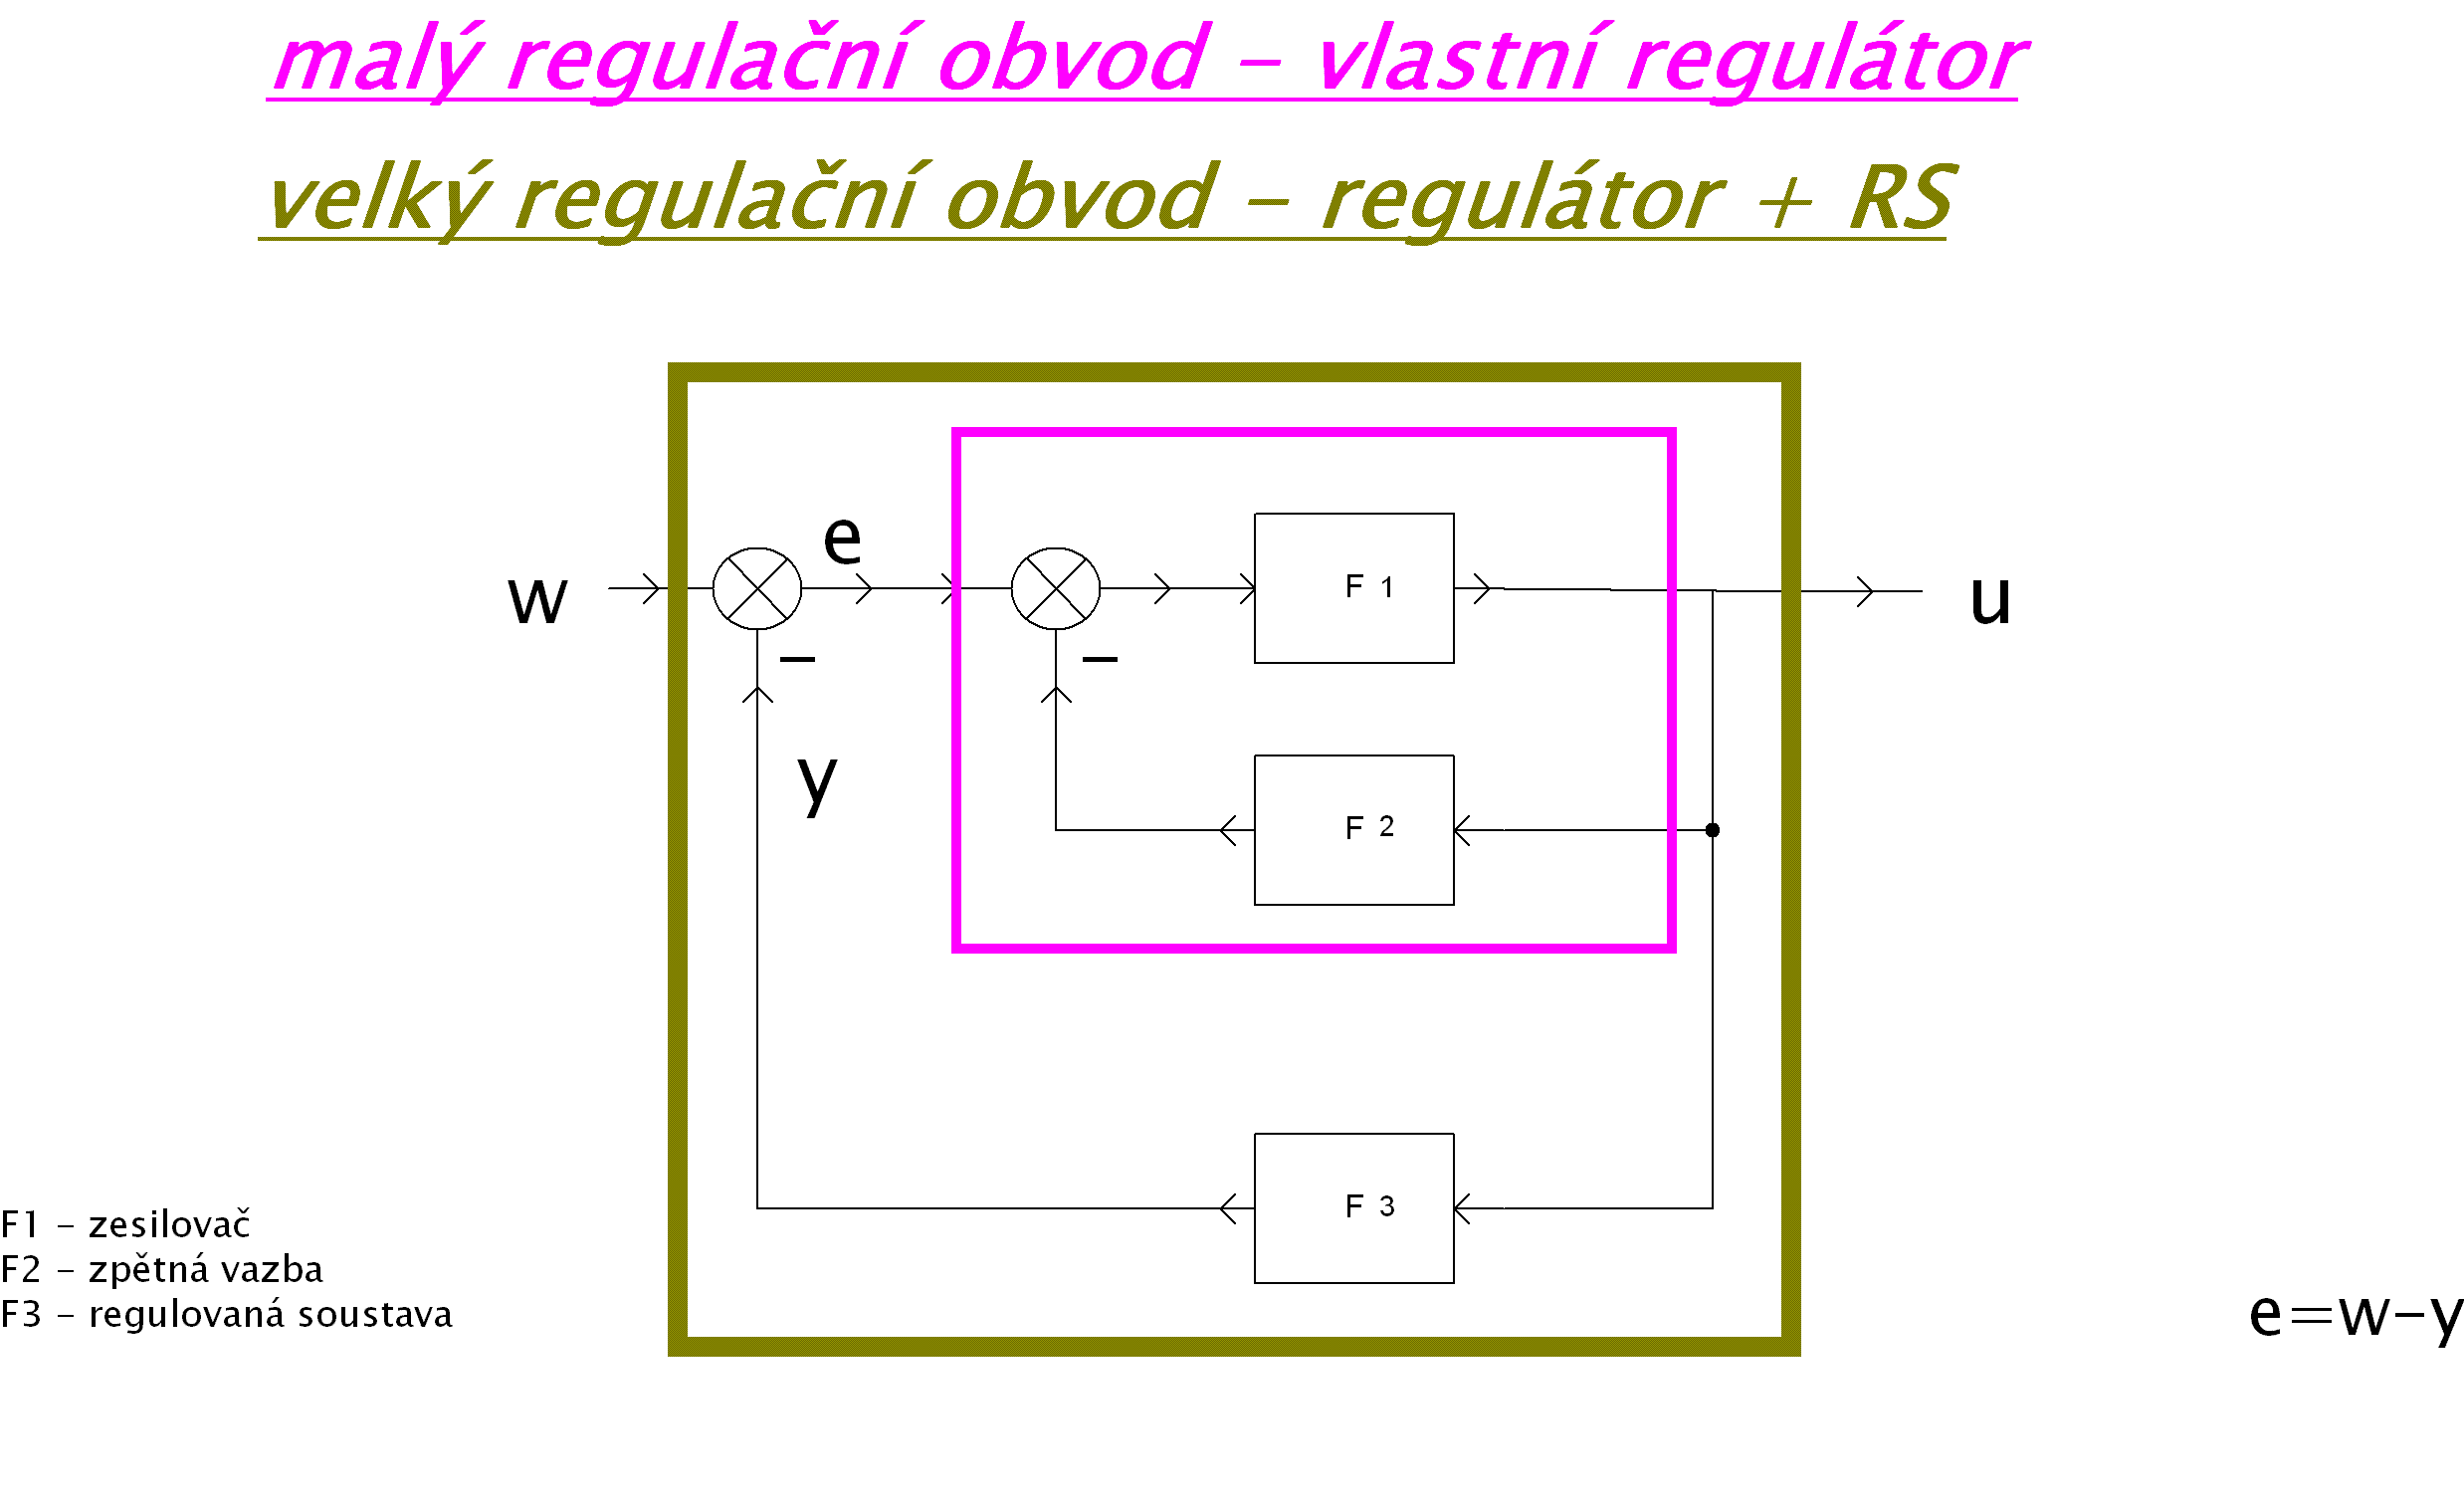 malý regulační obvod – vlastní regulátor
velký regulační obvod – regulátor + RS
e
w
F 1
u
–
–
y
F 2
F 3
F1 – zesilovač
F2 – zpětná vazba
F3 – regulovaná soustava
e=w–y